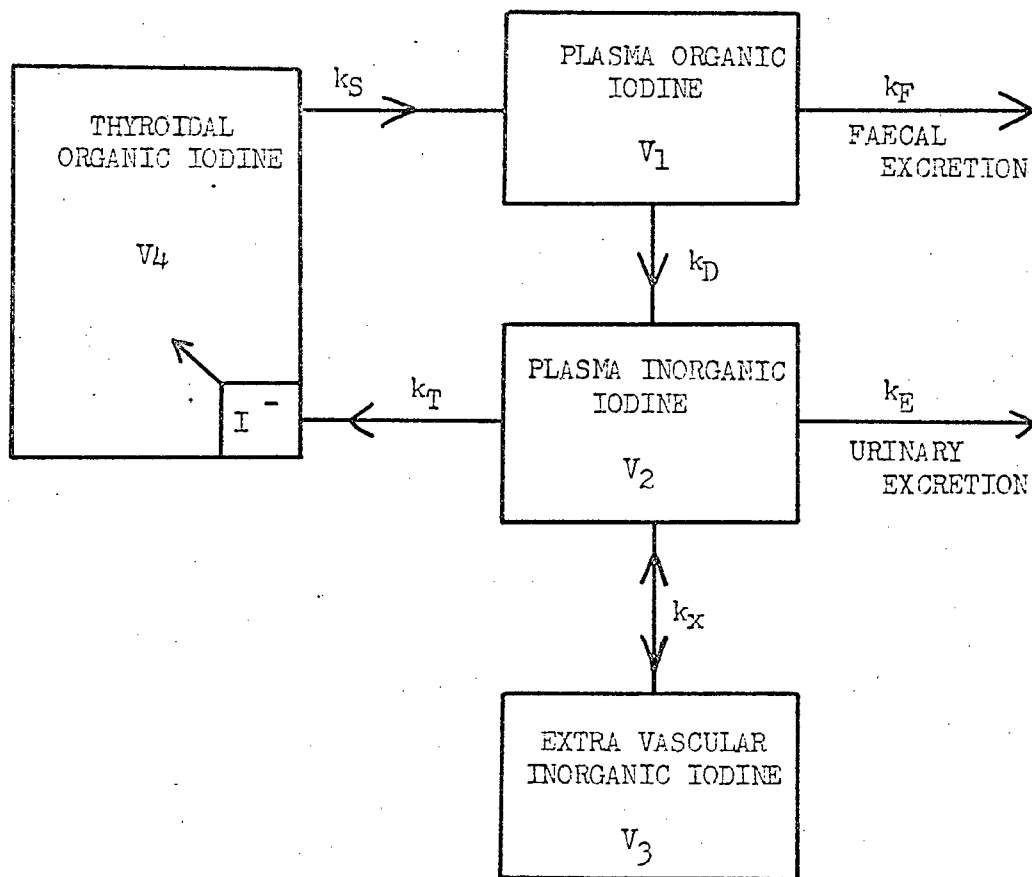 PLASMA ORGANIC
IODINE
V1
kS
kF
FAECAL
EXCRETION
THYROIDAL
ORGANIC IODINE
V4
kD
PLASMA INORGANIC
IODINE
V2
kT
I-
kE
URINARY
EXCRETION
kx
EXTRA VASCULAR
INORGANIC IODINE
V3